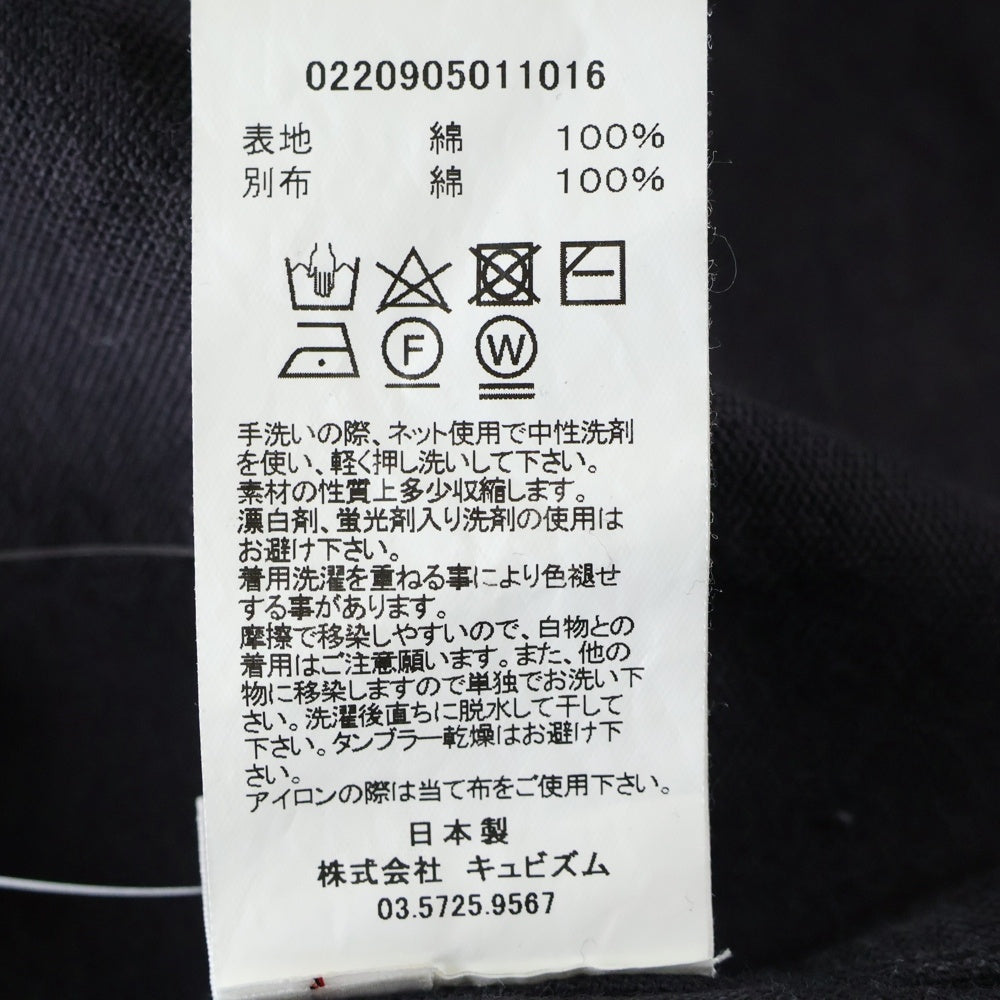 0220905011016
表地 綿 100%
別布 綿 100%
F W
手洗いの際、ネット使用で中性洗剤
を使い、軽く押し洗いして下さい。
素材の性質上多少収縮します。
漂白剤、蛍光剤入り洗剤の使用は
お避け下さい。
着用洗濯を重ねる事により色褪せ
する事があります。
摩擦で移染しやすいので、白物との
着用はご注意願います。また、他の
物に移染しますので単独でお洗い下
さい。洗濯後直ちに脱水して干して
下さい。タンブラー乾燥はお避け下
さい。
アイロンの際は当て布をご使用下さい。
日本製
株式会社 キュビズム
03.5725.9567